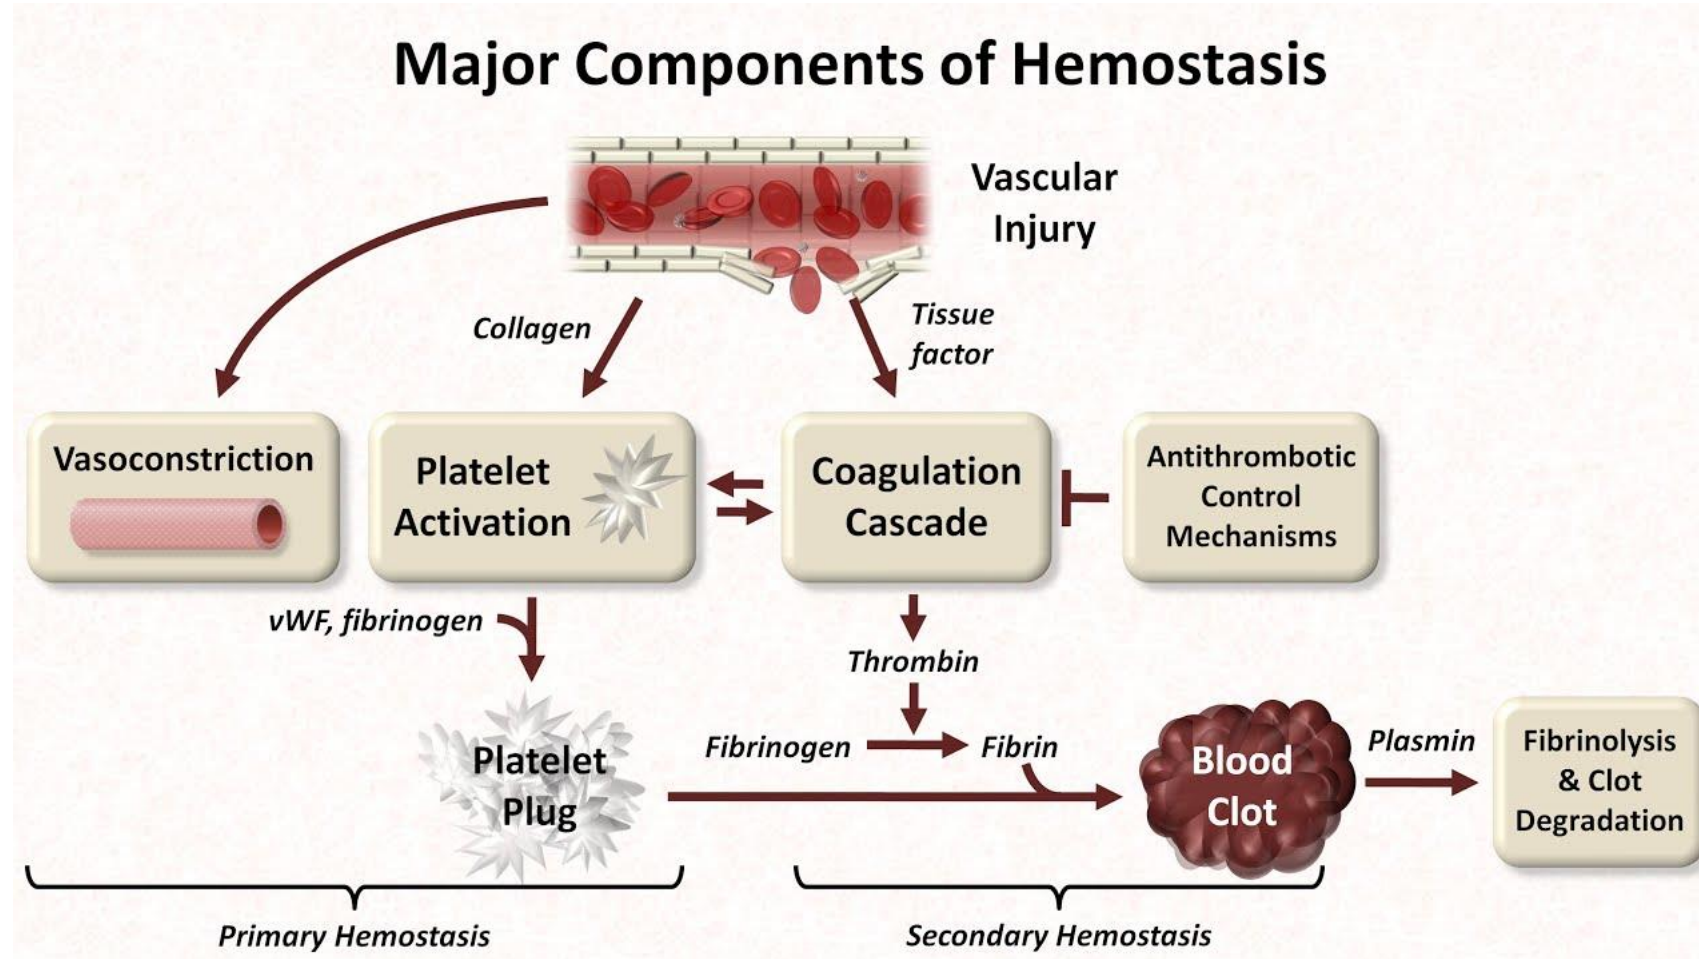 Major Components of Hemostasis
Vascular
Injury
Collagen
Tissue
factor
Vasoconstriction
Platelet
Activation
Coagulation
Cascade
Antithrombotic
Control
Mechanisms
vWF, fibrinogen
Thrombin
Fibrinogen
Fibrin
Platelet
Plug
Blood
Clot
Plasmin
Fibrinolysis
& Clot
Degradation
Primary Hemostasis
Secondary Hemostasis